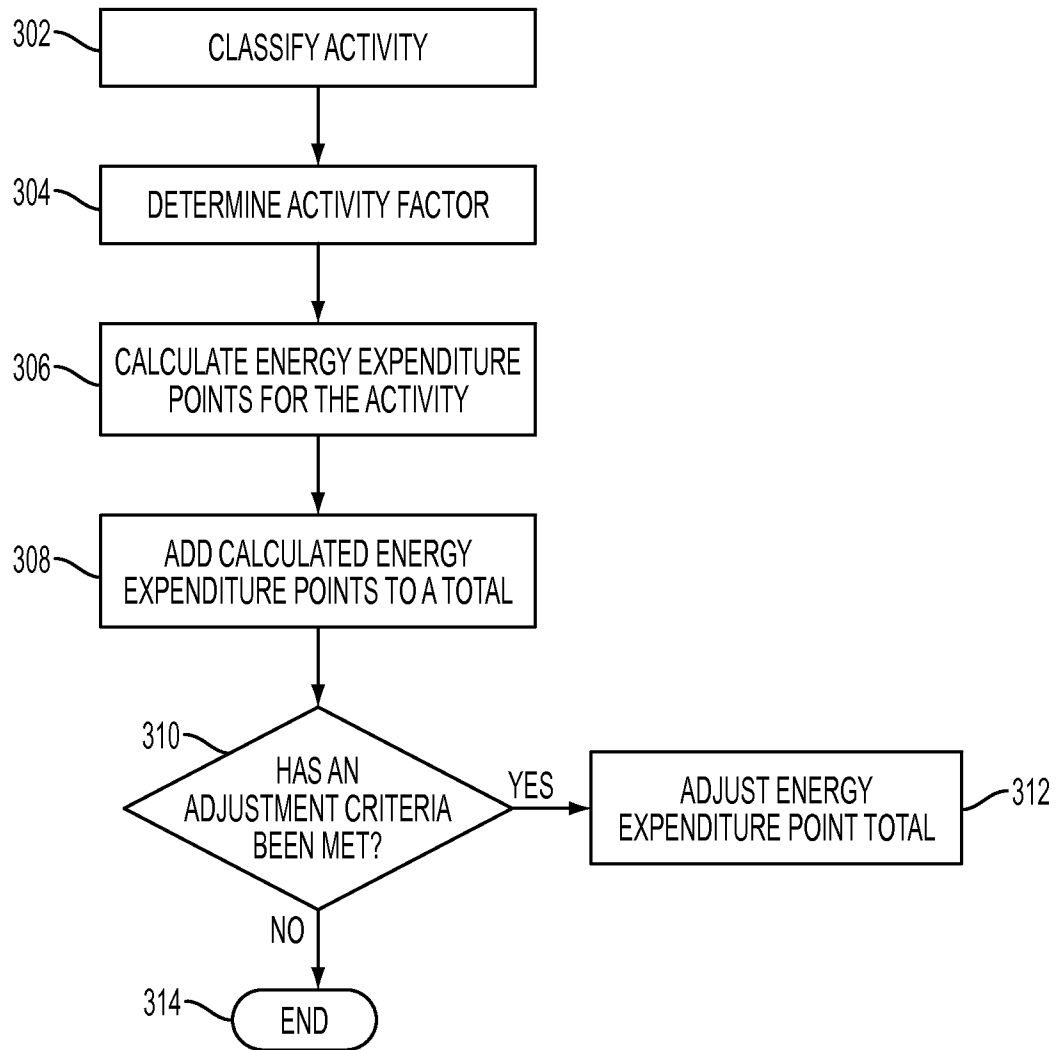 302
CLASSIFY ACTIVITY
304
DETERMINE ACTIVITY FACTOR
306
CALCULATE ENERGY EXPENDITURE
POINTS FOR THE ACTIVITY
308
ADD CALCULATED ENERGY
EXPENDITURE POINTS TO A TOTAL
310
HAS AN
ADJUSTMENT CRITERIA
BEEN MET?
YES
ADJUST ENERGY
EXPENDITURE POINT TOTAL
312
NO
314
END